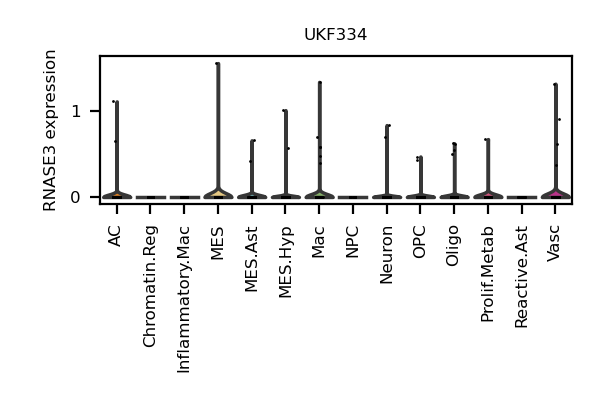 UKF334
RNASE3 expression
1
0
AC
Chromatin.Reg
Inflammatory.Mac
MES
MES.Ast
MES.Hyp
Mac
NPC
Neuron
OPC
Oligo
Prolif.Metab
Reactive.Ast
Vasc